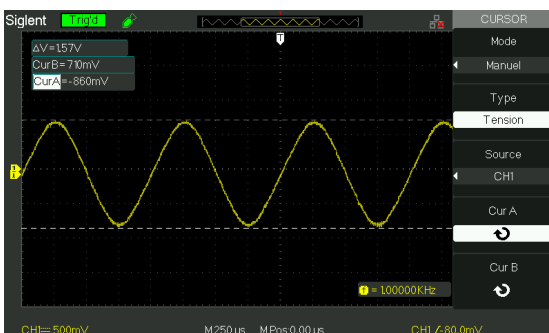 Siglent Trig'd T CURSOR
Mode
Manuel
Type
Tension
Source
CH1
Cur A
Cur B
ΔV=1.57V
CurB=710mV
CurA=-860mV
1
f = 1.00000KHz
CH1 500mV M 250us M Pos:0.00us CH1 /-80.0mV